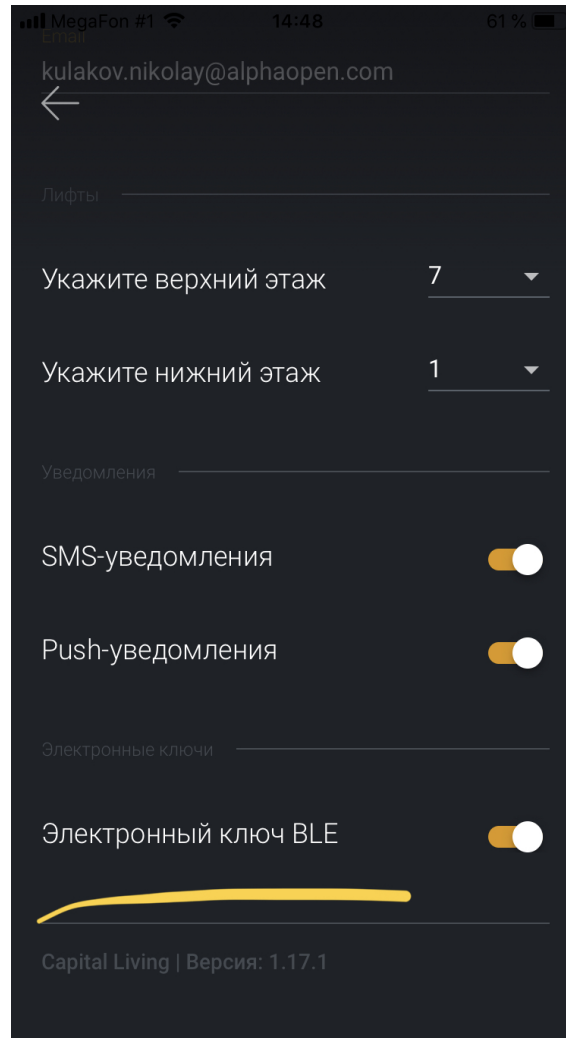 MegaFon #1 14:48 61 %
Email
kulakov.nikolay@alphaopen.com
Лифты
Укажите верхний этаж 7
Укажите нижний этаж 1
Уведомления
SMS-уведомления
Push-уведомления
Электронные ключи
Электронный ключ BLE
Capital Living | Версия: 1.17.1